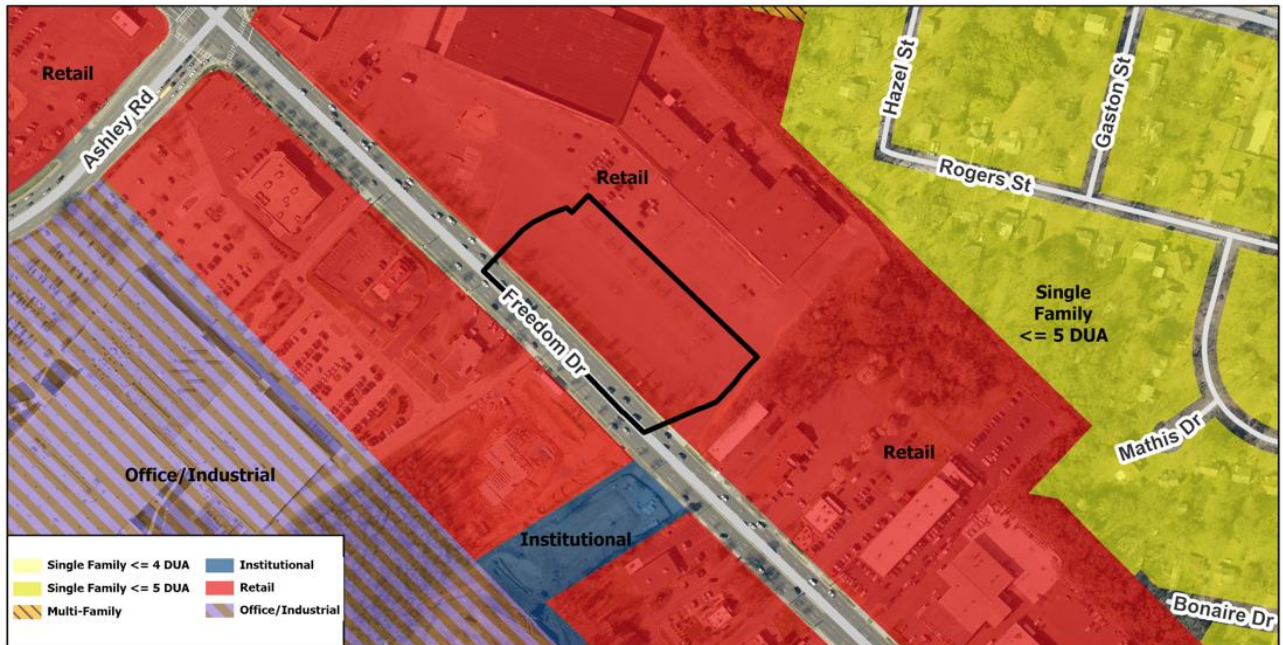 Retail
Ashley Rd
Hazel St
Gaston St
Rogers St
Retail
Freedom Dr
Single
Family
<= 5 DUA
Mathis Dr
Retail
Office/Industrial
Institutional
Bonaire Dr
Single Family <= 4 DUA
Single Family <= 5 DUA
Multi-Family
Institutional
Retail
Office/Industrial